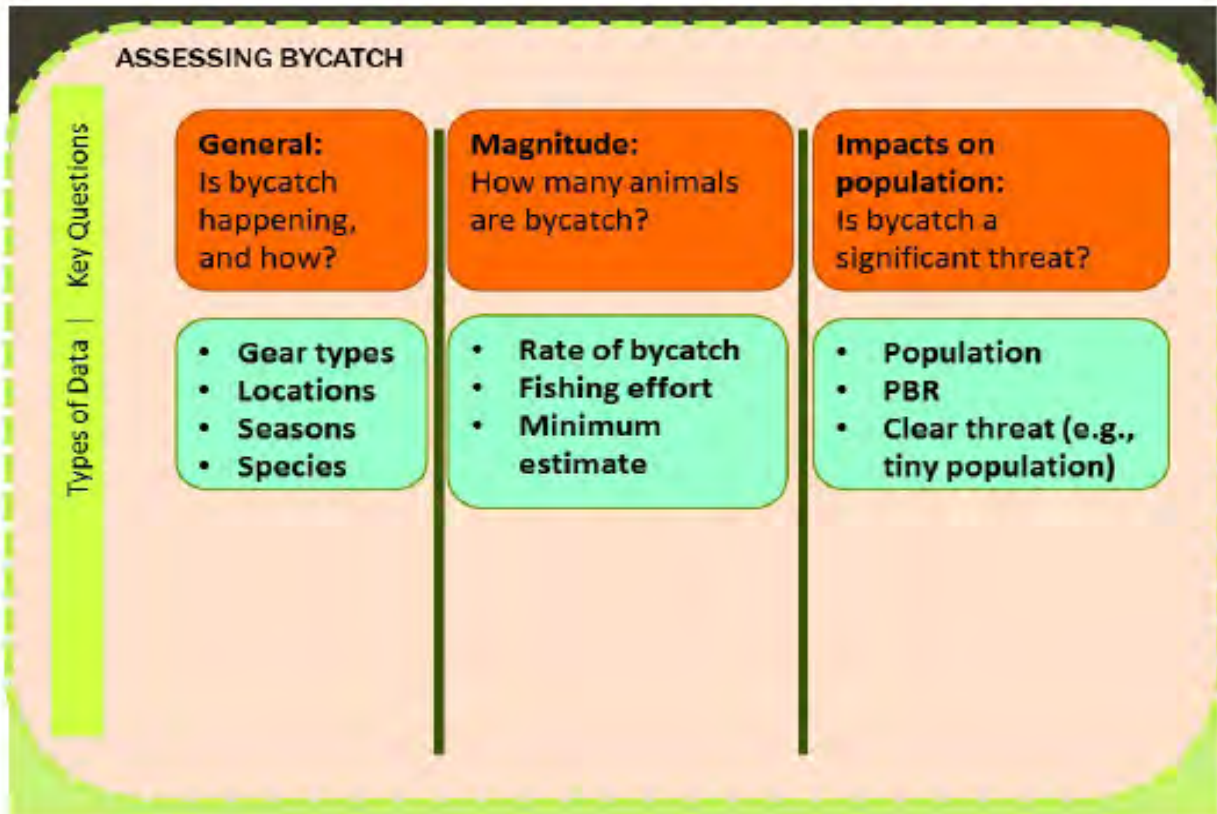 ASSESSING BYCATCH
Types of Data | Key Questions
General:
Is bycatch
happening,
and how?
Magnitude:
How many animals
are bycatch?
Impacts on
population:
Is bycatch a
significant threat?
• Gear types
• Locations
• Seasons
• Species
• Rate of bycatch
• Fishing effort
• Minimum
estimate
• Population
• PBR
• Clear threat (e.g.,
tiny population)